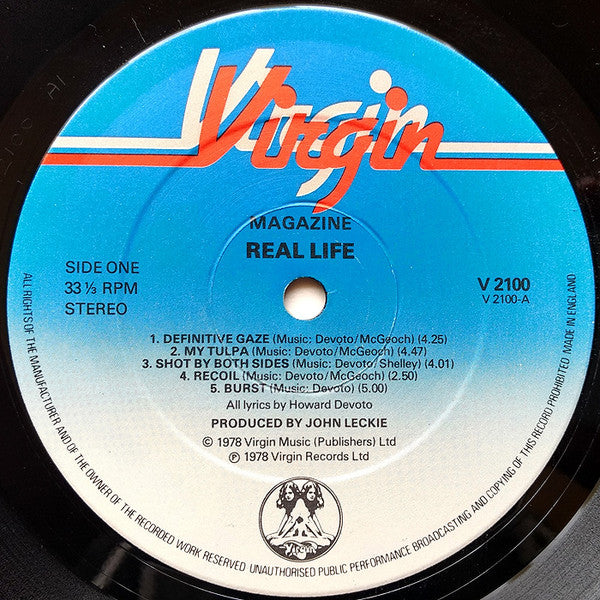 Virgin
MAGAZINE
REAL LIFE
SIDE ONE
33 ⅓ RPM
STEREO
V 2100
V 2100-A
1. DEFINITIVE GAZE (Music: Devoto/McGeoch) (4.25)
2. MY TULPA (Music: Devoto/McGeoch) (4.47)
3. SHOT BY BOTH SIDES (Music: Devoto/Shelley) (4.01)
4. RECOIL (Music: Devoto/McGeoch) (2.50)
5. BURST (Music: Devoto) (5.00)
All lyrics by Howard Devoto
PRODUCED BY JOHN LECKIE
© 1978 Virgin Music (Publishers) Ltd
℗ 1978 Virgin Records Ltd
Virgin
ALL RIGHTS OF THE MANUFACTURER AND OF THE OWNER OF THE RECORDED WORK RESERVED UNAUTHORISED PUBLIC PERFORMANCE BROADCASTING AND COPYING OF THIS RECORD PROHIBITED MADE IN ENGLAND